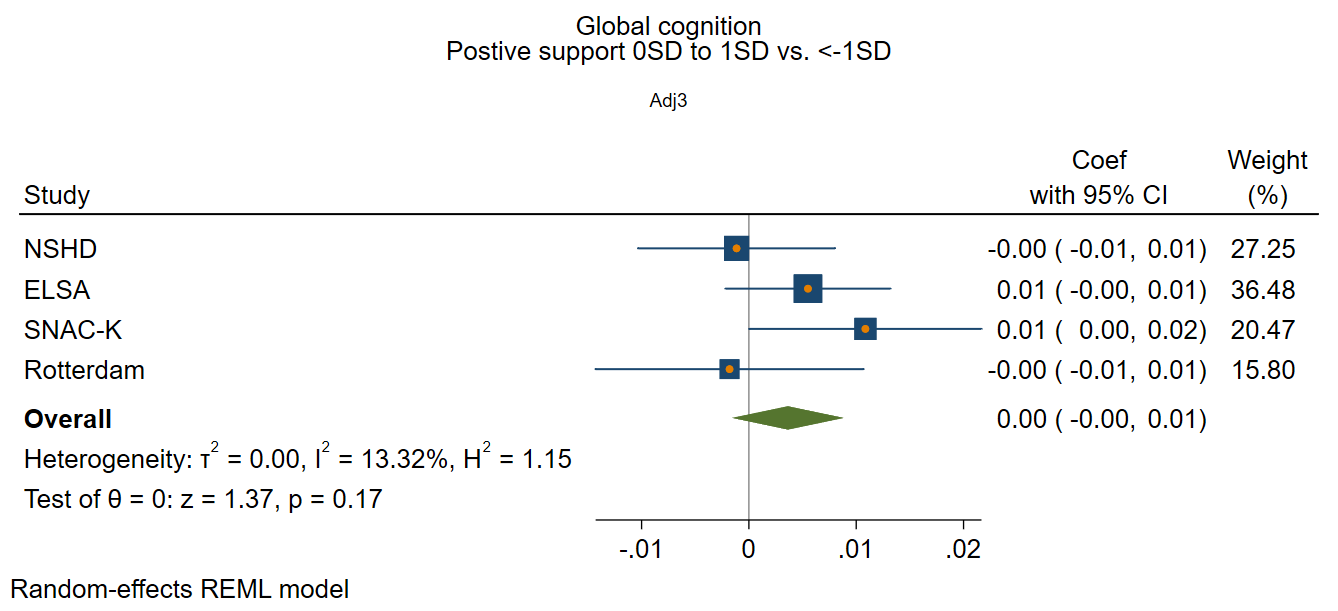 Global cognition
Postive support 0SD to 1SD vs. <-1SD
Adj3
Coef Weight
Study with 95% CI (%)
NSHD -0.00 ( -0.01, 0.01) 27.25
ELSA 0.01 ( -0.00, 0.01) 36.48
SNAC-K 0.01 ( 0.00, 0.02) 20.47
Rotterdam -0.00 ( -0.01, 0.01) 15.80
Overall 0.00 ( -0.00, 0.01)
Heterogeneity: τ² = 0.00, I² = 13.32%, H² = 1.15
Test of θ = 0: z = 1.37, p = 0.17
-.01 0 .01 .02
Random-effects REML model